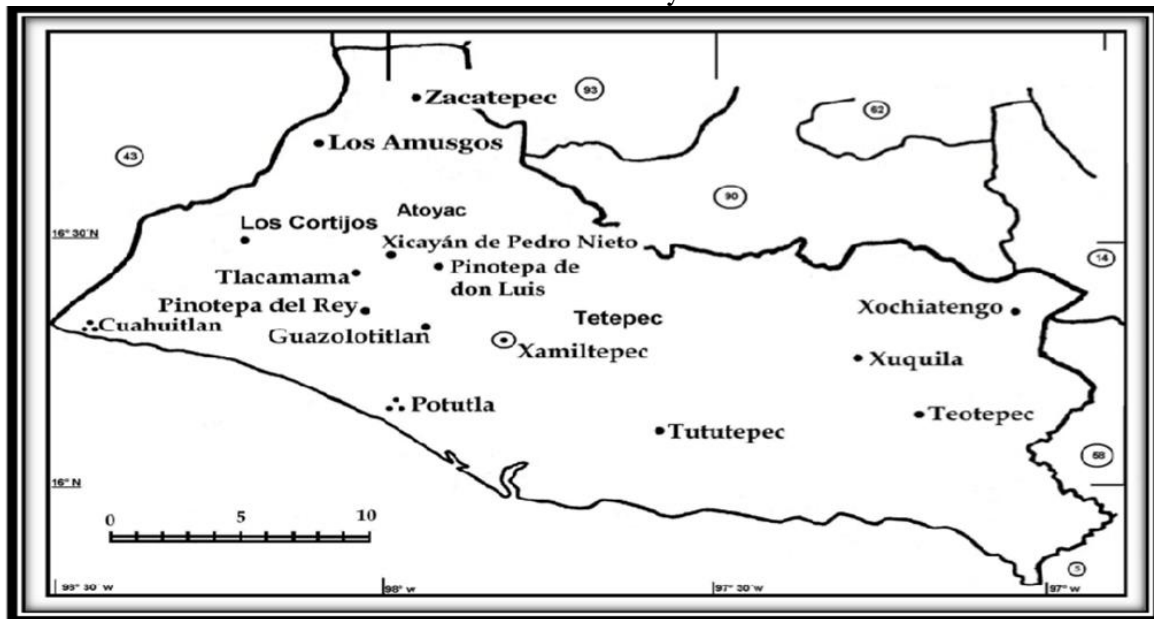 Zacatepec
93
62
Los Amusgos
43
90
Atoyac
Los Cortijos
16° 30´N
Xicayán de Pedro Nieto
14
Pinotepa de
don Luis
Tlacamama
Pinotepa del Rey
Xochiatengo
Tetepec
Cuahuitlan
Guazolotitlan
Xamiltepec
Xuquila
Potutla
Teotepec
Tututepec
58
16° N
0
5
10
5
98° W
97° 30´ W
97° W